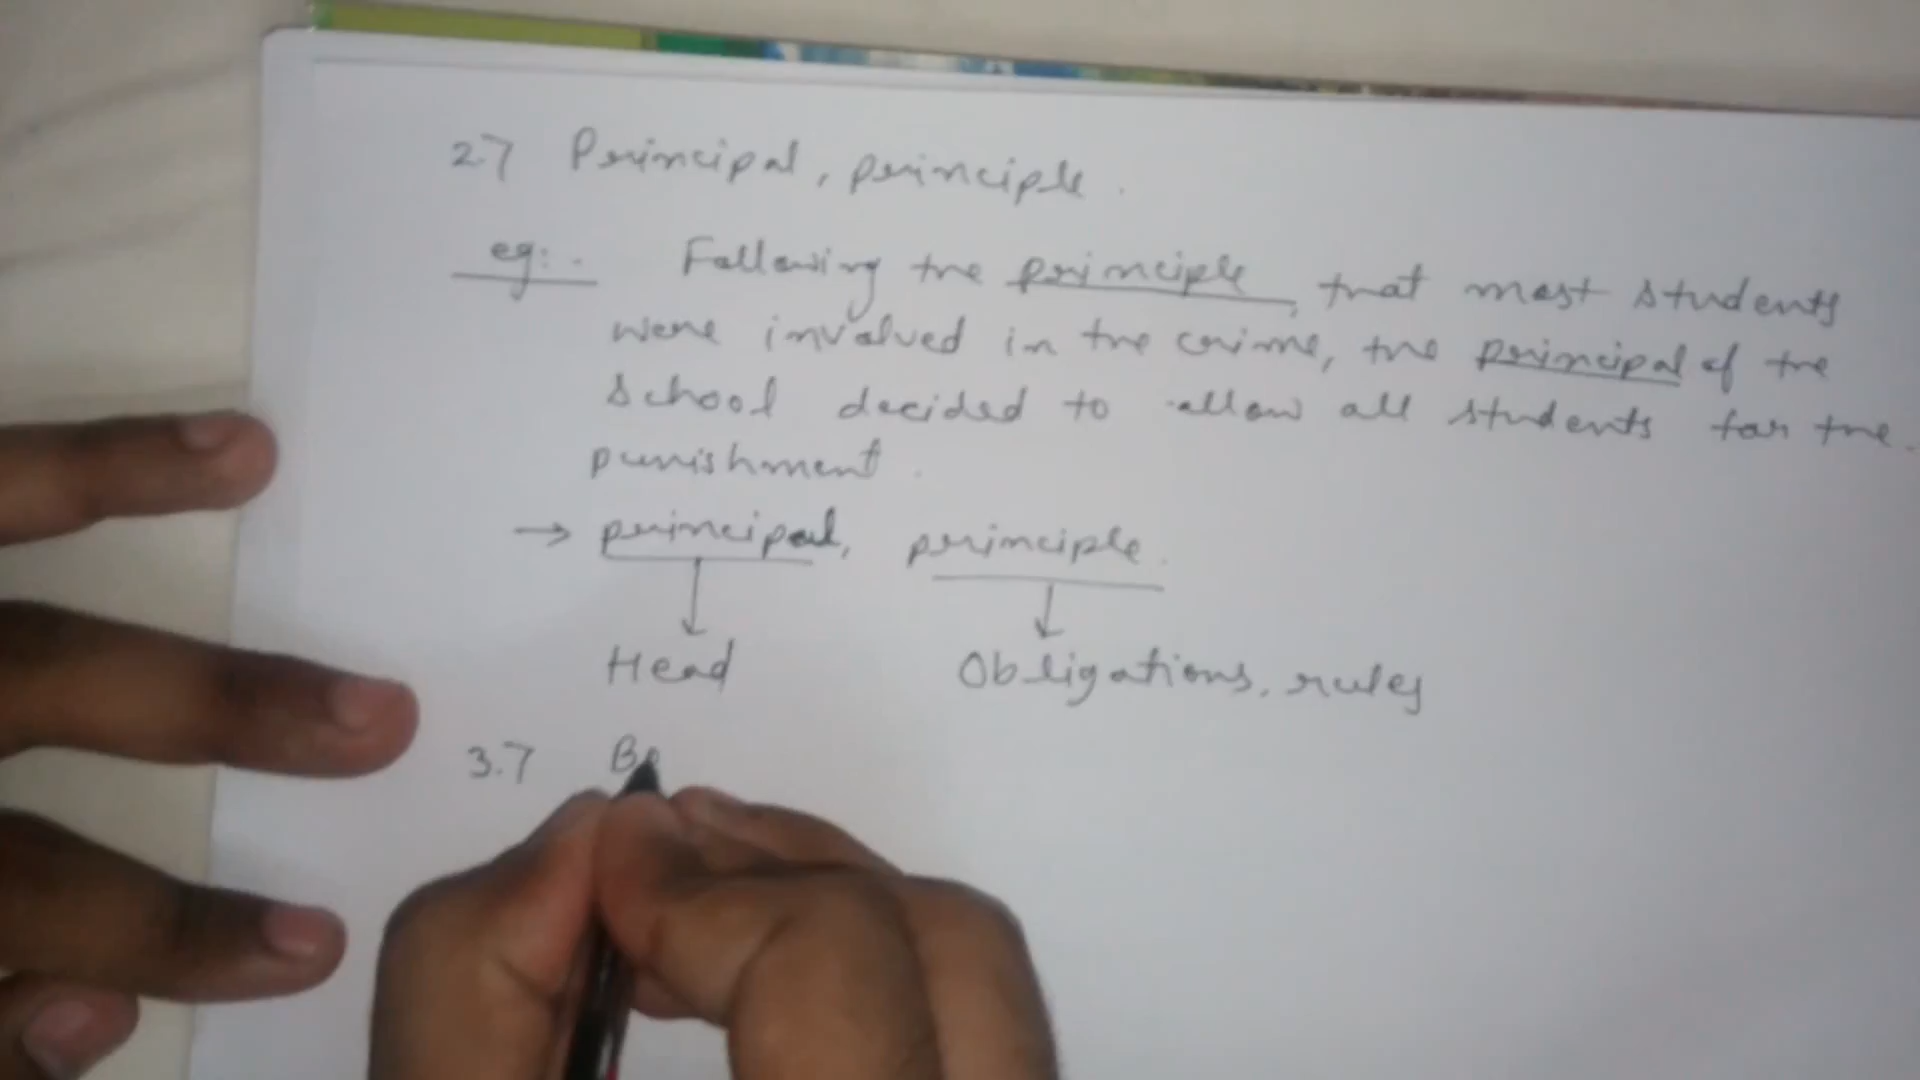 27 Principal, principle.
eg:- Following the principle, that most students
were involved in the crime, the principal of the
school decided to allow all students for the
punishment.
→ principal, principle.
Head Obligations, rules
3.7 Be